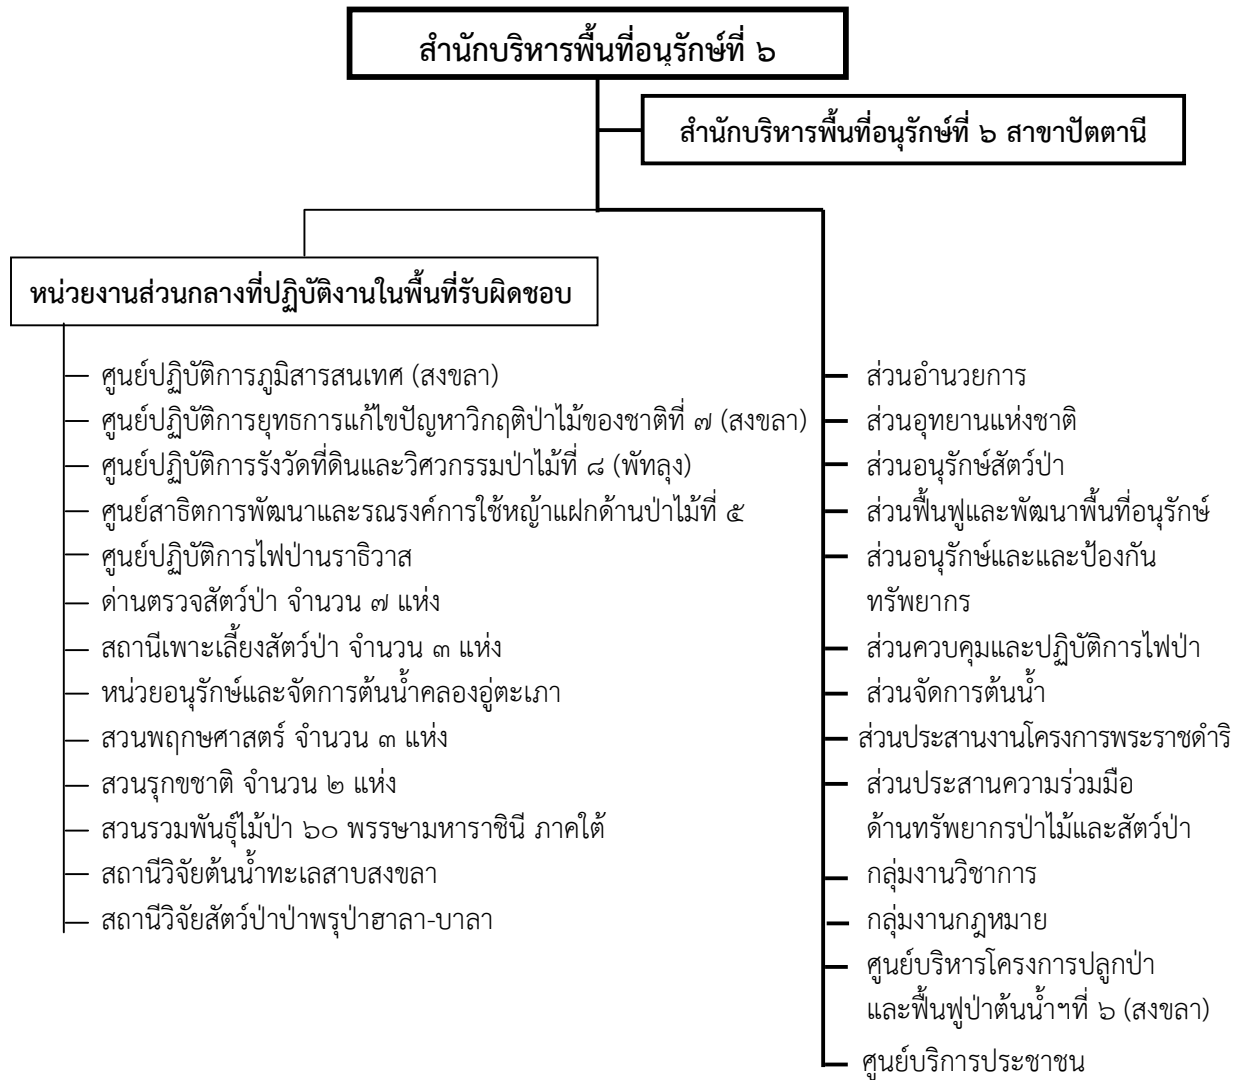 สำนักบริหารพื้นที่อนุรักษ์ที่ ๖
สำนักบริหารพื้นที่อนุรักษ์ที่ ๖ สาขาปัตตานี
หน่วยงานส่วนกลางที่ปฏิบัติงานในพื้นที่รับผิดชอบ
ศูนย์ปฏิบัติการภูมิสารสนเทศ (สงขลา)
ศูนย์ปฏิบัติการยุทธการแก้ไขปัญหาวิกฤติป่าไม้ของชาติที่ ๗ (สงขลา)
ศูนย์ปฏิบัติการรังวัดที่ดินและวิศวกรรมป่าไม้ที่ ๘ (พัทลุง)
ศูนย์สาธิตการพัฒนาและรณรงค์การใช้หญ้าแฝกด้านป่าไม้ที่ ๕
ศูนย์ปฏิบัติการไฟป่านราธิวาส
ด่านตรวจสัตว์ป่า จำนวน ๗ แห่ง
สถานีเพาะเลี้ยงสัตว์ป่า จำนวน ๓ แห่ง
หน่วยอนุรักษ์และจัดการต้นน้ำคลองอู่ตะเภา
สวนพฤกษศาสตร์ จำนวน ๓ แห่ง
สวนรุกขชาติ จำนวน ๒ แห่ง
สวนรวมพันธุ์ไม้ป่า ๖๐ พรรษามหาราชินี ภาคใต้
สถานีวิจัยต้นน้ำทะเลสาบสงขลา
สถานีวิจัยสัตว์ป่าป่าพรุป่าฮาลา-บาลา
ส่วนอำนวยการ
ส่วนอุทยานแห่งชาติ
ส่วนอนุรักษ์สัตว์ป่า
ส่วนฟื้นฟูและพัฒนาพื้นที่อนุรักษ์
ส่วนอนุรักษ์และและป้องกัน
ทรัพยากร
ส่วนควบคุมและปฏิบัติการไฟป่า
ส่วนจัดการต้นน้ำ
ส่วนประสานงานโครงการพระราชดำริ
ส่วนประสานความร่วมมือ
ด้านทรัพยากรป่าไม้และสัตว์ป่า
กลุ่มงานวิชาการ
กลุ่มงานกฎหมาย
ศูนย์บริหารโครงการปลูกป่า
และฟื้นฟูป่าต้นน้ำฯที่ ๖ (สงขลา)
ศูนย์บริการประชาชน